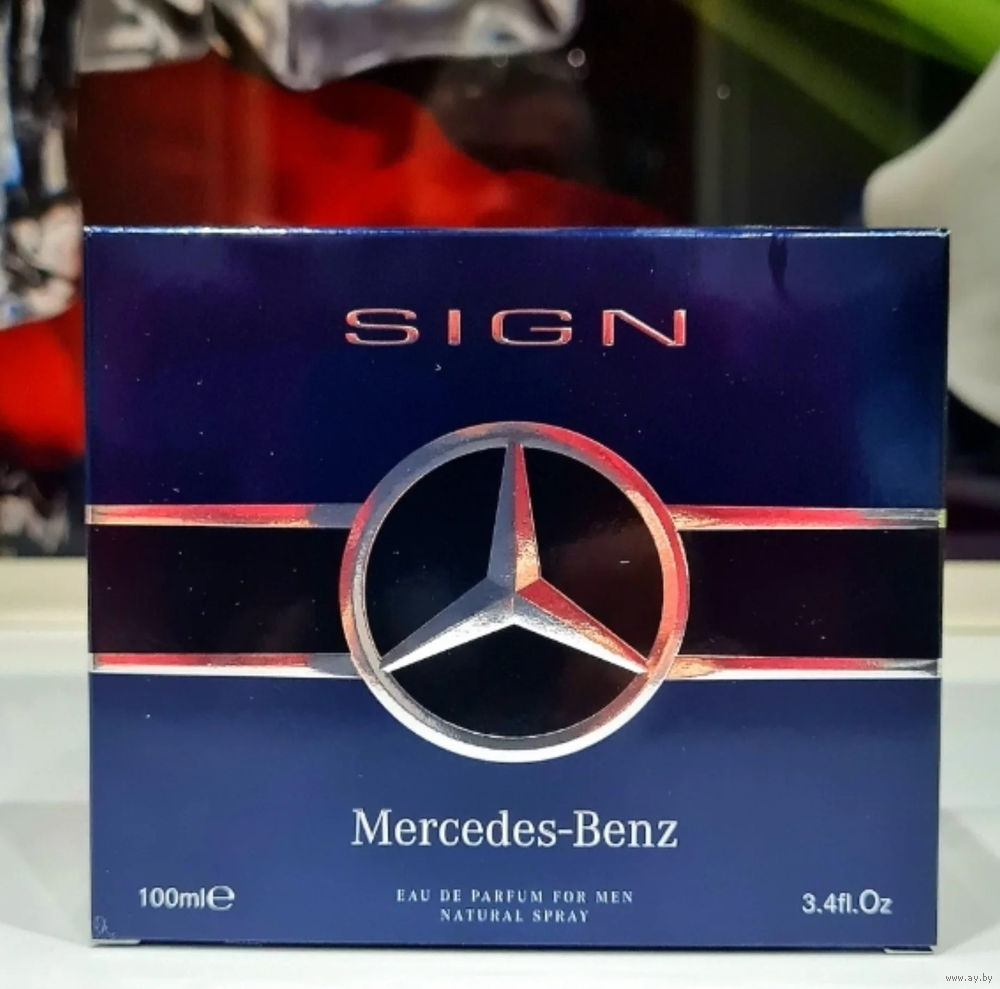 SIGN
Mercedes-Benz
100ml℮
EAU DE PARFUM FOR MEN
NATURAL SPRAY
3.4fl.Oz
www.ay.by